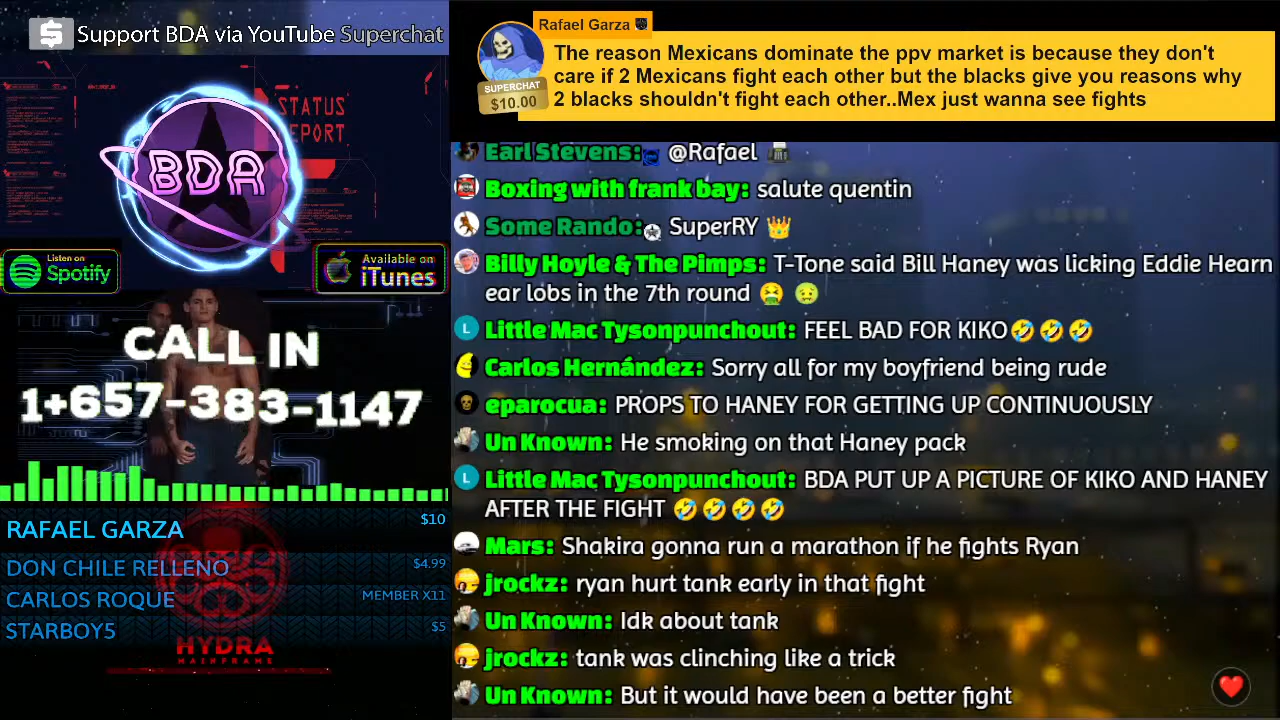 Support BDA via YouTube Superchat
STATUS
REPORT
BDA
Listen on
Spotify
Available on
iTunes
CALL IN
1+657-383-1147
RAFAEL GARZA $10
DON CHILE RELLENO $4.99
CARLOS ROQUE MEMBER X11
STARBOY5 $5
HYDRA
MAINFRAME
Rafael Garza
SUPERCHAT
$10.00
The reason Mexicans dominate the ppv market is because they don't
care if 2 Mexicans fight each other but the blacks give you reasons why
2 blacks shouldn't fight each other..Mex just wanna see fights
Earl Stevens: @Rafael
Boxing with frank bay: salute quentin
Some Rando: SuperRY 👑
Billy Hoyle & The Pimps: T-Tone said Bill Haney was licking Eddie Hearn
ear lobs in the 7th round 🤮 🤢
L Little Mac Tysonpunchout: FEEL BAD FOR KIKO🤣🤣🤣
Carlos Hernández: Sorry all for my boyfriend being rude
eparocua: PROPS TO HANEY FOR GETTING UP CONTINUOUSLY
Un Known: He smoking on that Haney pack
L Little Mac Tysonpunchout: BDA PUT UP A PICTURE OF KIKO AND HANEY
AFTER THE FIGHT 🤣🤣🤣🤣
Mars: Shakira gonna run a marathon if he fights Ryan
jrockz: ryan hurt tank early in that fight
Un Known: Idk about tank
jrockz: tank was clinching like a trick
Un Known: But it would have been a better fight